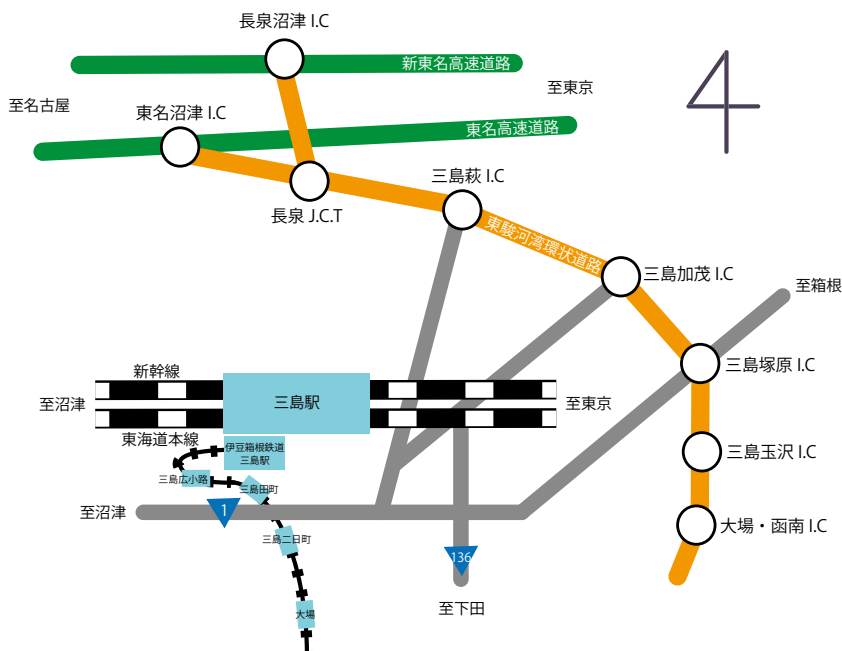 長泉沼津 I.C
新東名高速道路
至東京
至名古屋
東名沼津 I.C
東名高速道路
三島萩 I.C
長泉 J.C.T
東駿河湾環状道路
三島加茂 I.C
至箱根
三島塚原 I.C
新幹線
三島駅
至沼津
至東京
東海道本線
伊豆箱根鉄道
三島駅
三島玉沢 I.C
三島広小路
三島田町
至沼津
1
大場・函南 I.C
三島二日町
136
至下田
大場